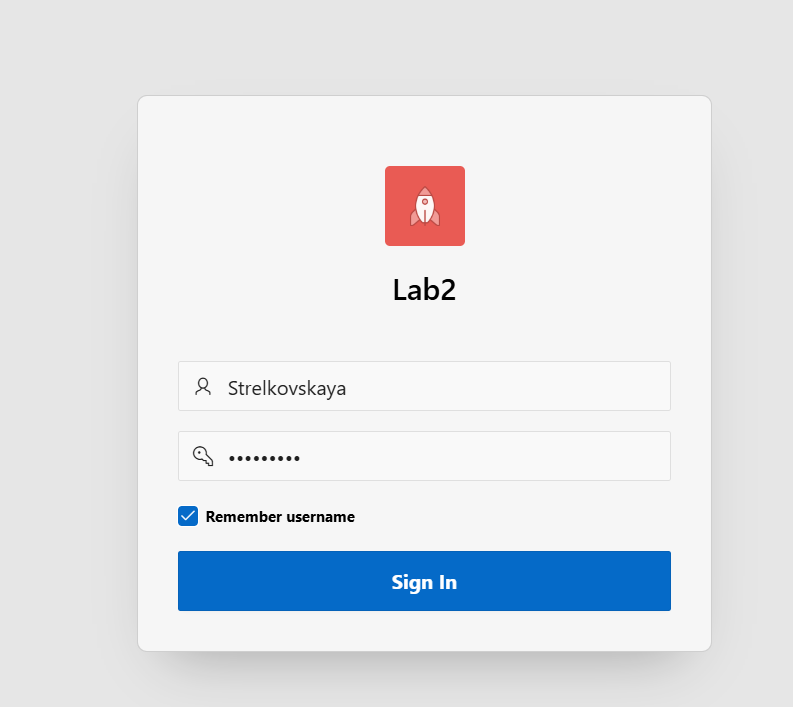 Lab2
Strelkovskaya
•••••••••
Remember username
Sign In